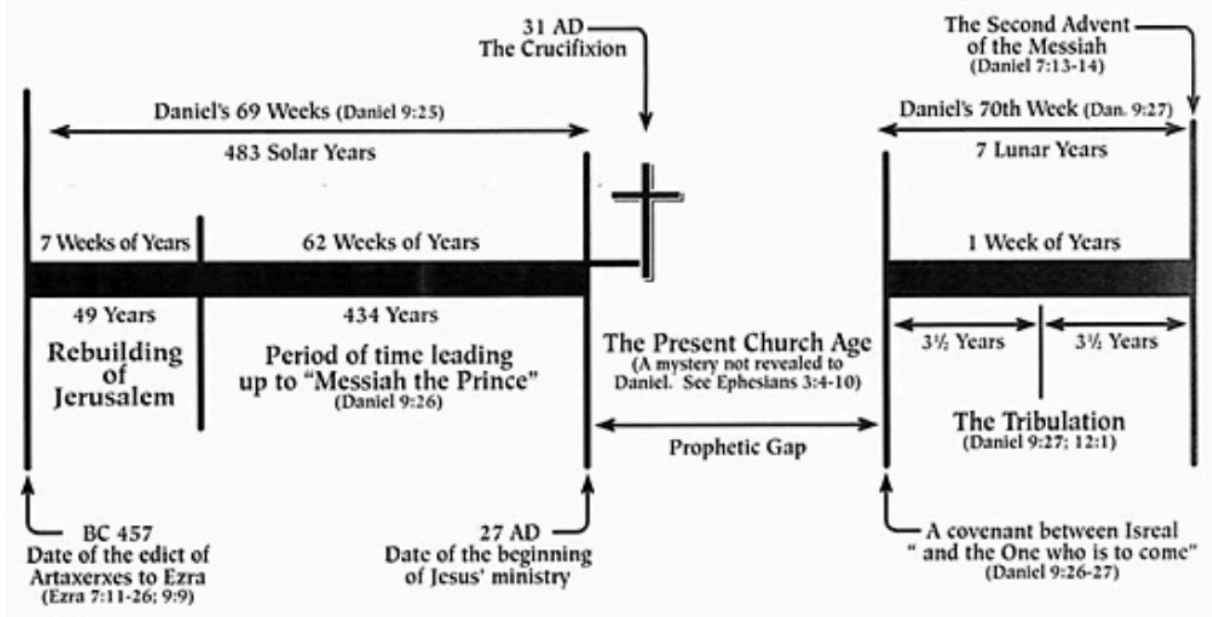 31 AD
The Crucifixion
The Second Advent
of the Messiah
(Daniel 7:13-14)
Daniel's 69 Weeks (Daniel 9:25)
483 Solar Years
Daniel's 70th Week (Dan. 9:27)
7 Lunar Years
7 Weeks of Years
62 Weeks of Years
1 Week of Years
49 Years
434 Years
3½ Years
3½ Years
Rebuilding
of
Jerusalem
Period of time leading
up to “Messiah the Prince”
(Daniel 9:26)
The Present Church Age
(A mystery not revealed to
Daniel. See Ephesians 3:4-10)
Prophetic Gap
The Tribulation
(Daniel 9:27; 12:1)
BC 457
Date of the edict of
Artaxerxes to Ezra
(Ezra 7:11-26; 9:9)
27 AD
Date of the beginning
of Jesus' ministry
A covenant between Isreal
“ and the One who is to come”
(Daniel 9:26-27)